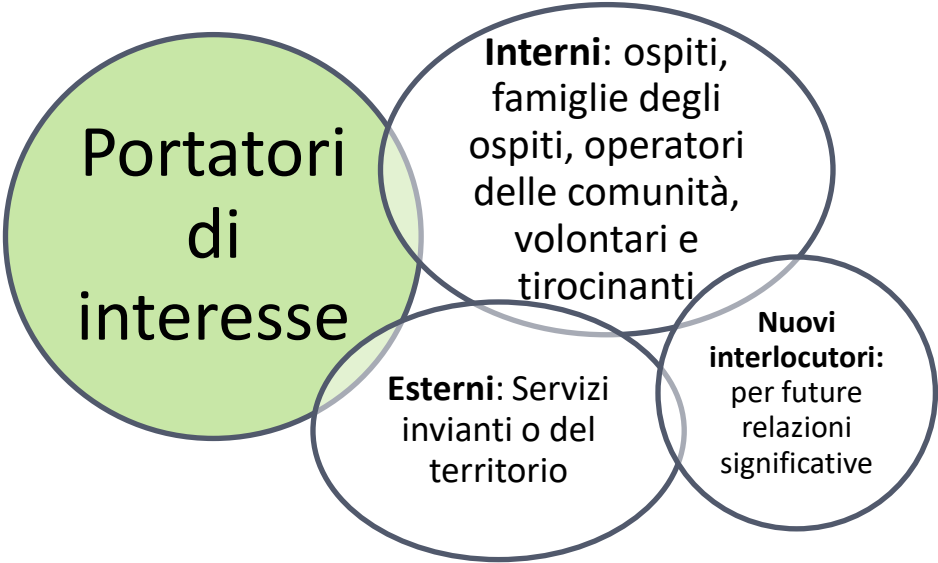 Portatori
di
interesse
Interni: ospiti,
famiglie degli
ospiti, operatori
delle comunità,
volontari e
tirocinanti
Esterni: Servizi
invianti o del
territorio
Nuovi
interlocutori:
per future
relazioni
significative